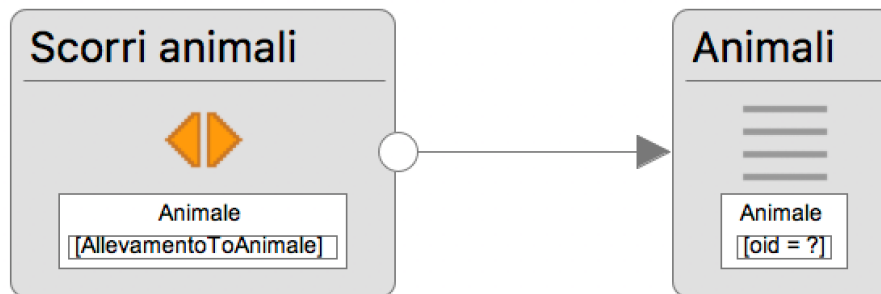 Scorri animali
Animale
[AllevamentoToAnimale]
Animali
Animale
[oid = ?]